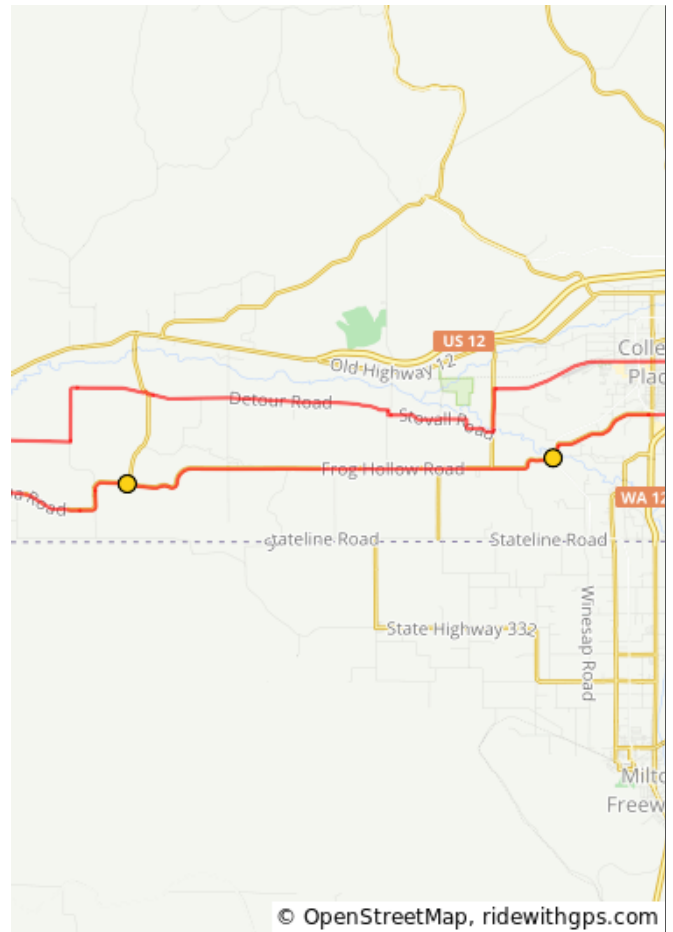 US 12
Old Highway 12
Colle
Plac
Detour Road
Stovall Road
Frog Hollow Road
a Road
WA 12
Stateline Road
Stateline Road
Winesap Road
State Highway 332
Milto
Freew
© OpenStreetMap, ridewithgps.com